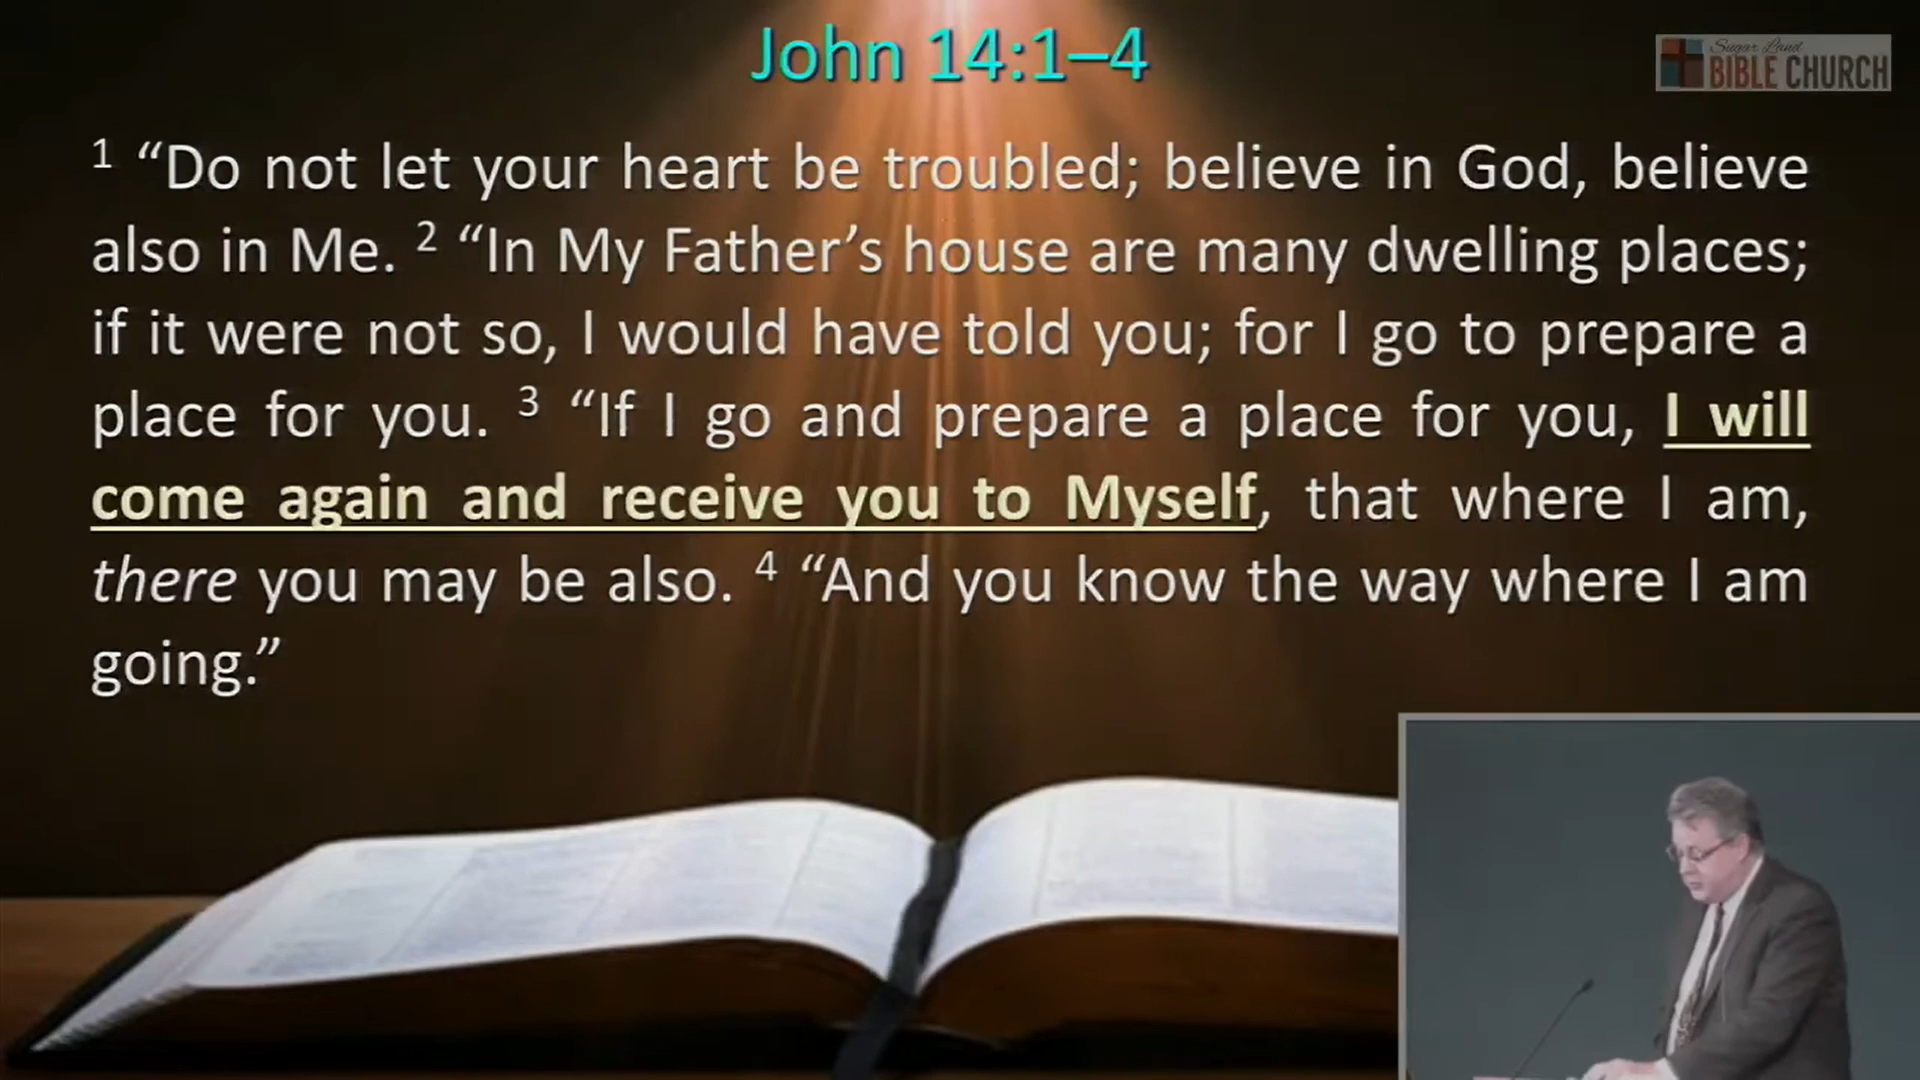 John 14:1–4
Sugar Land
BIBLE CHURCH
1 “Do not let your heart be troubled; believe in God, believe
also in Me. 2 “In My Father’s house are many dwelling places;
if it were not so, I would have told you; for I go to prepare a
place for you. 3 “If I go and prepare a place for you, I will
come again and receive you to Myself, that where I am,
there you may be also. 4 “And you know the way where I am
going.”